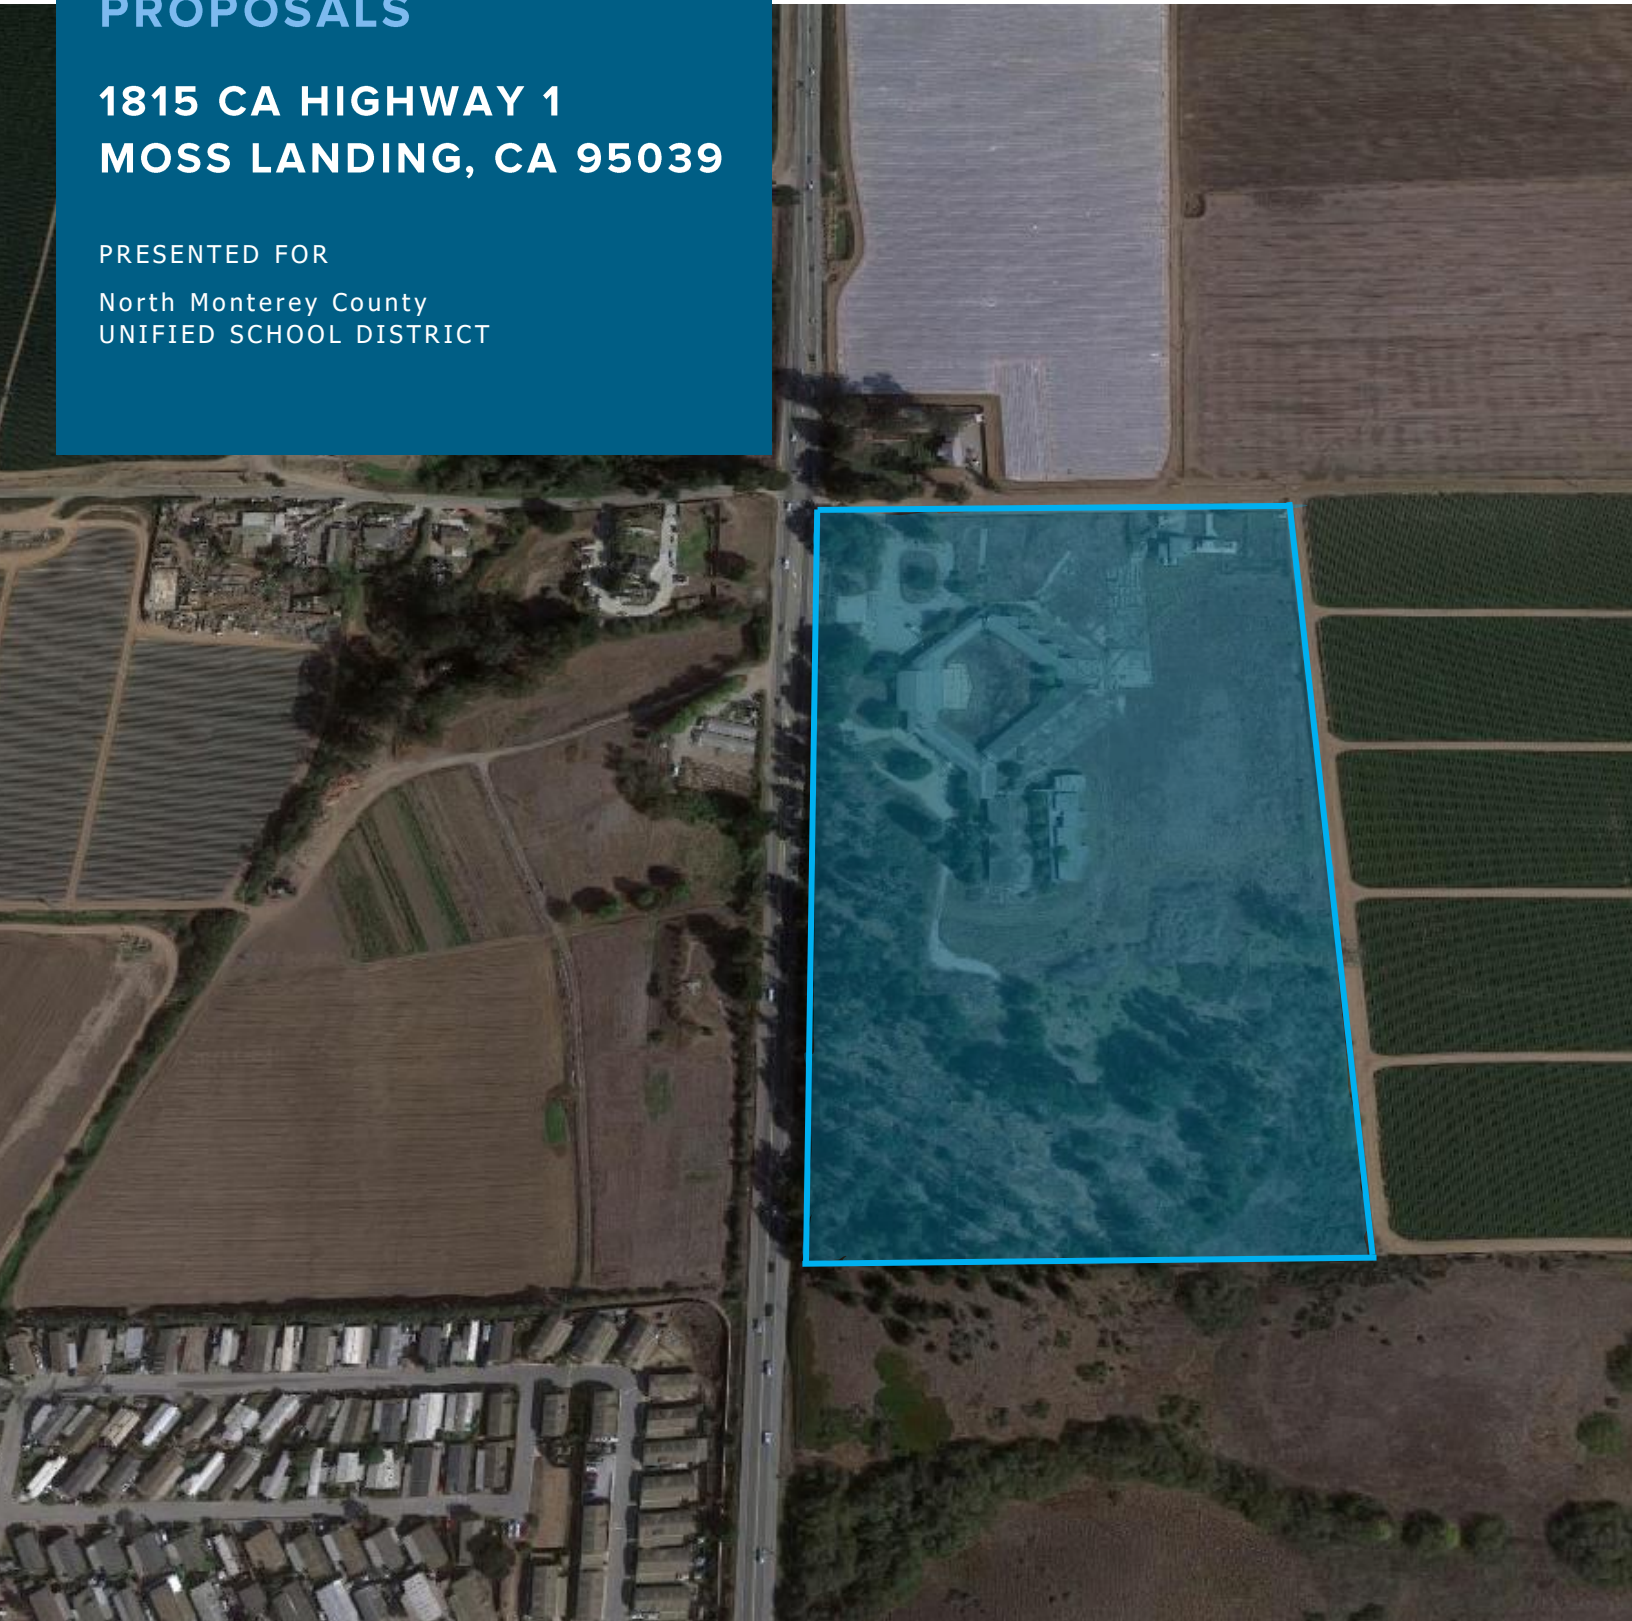 PROPOSALS
1815 CA HIGHWAY 1
MOSS LANDING, CA 95039
PRESENTED FOR
North Monterey County
UNIFIED SCHOOL DISTRICT